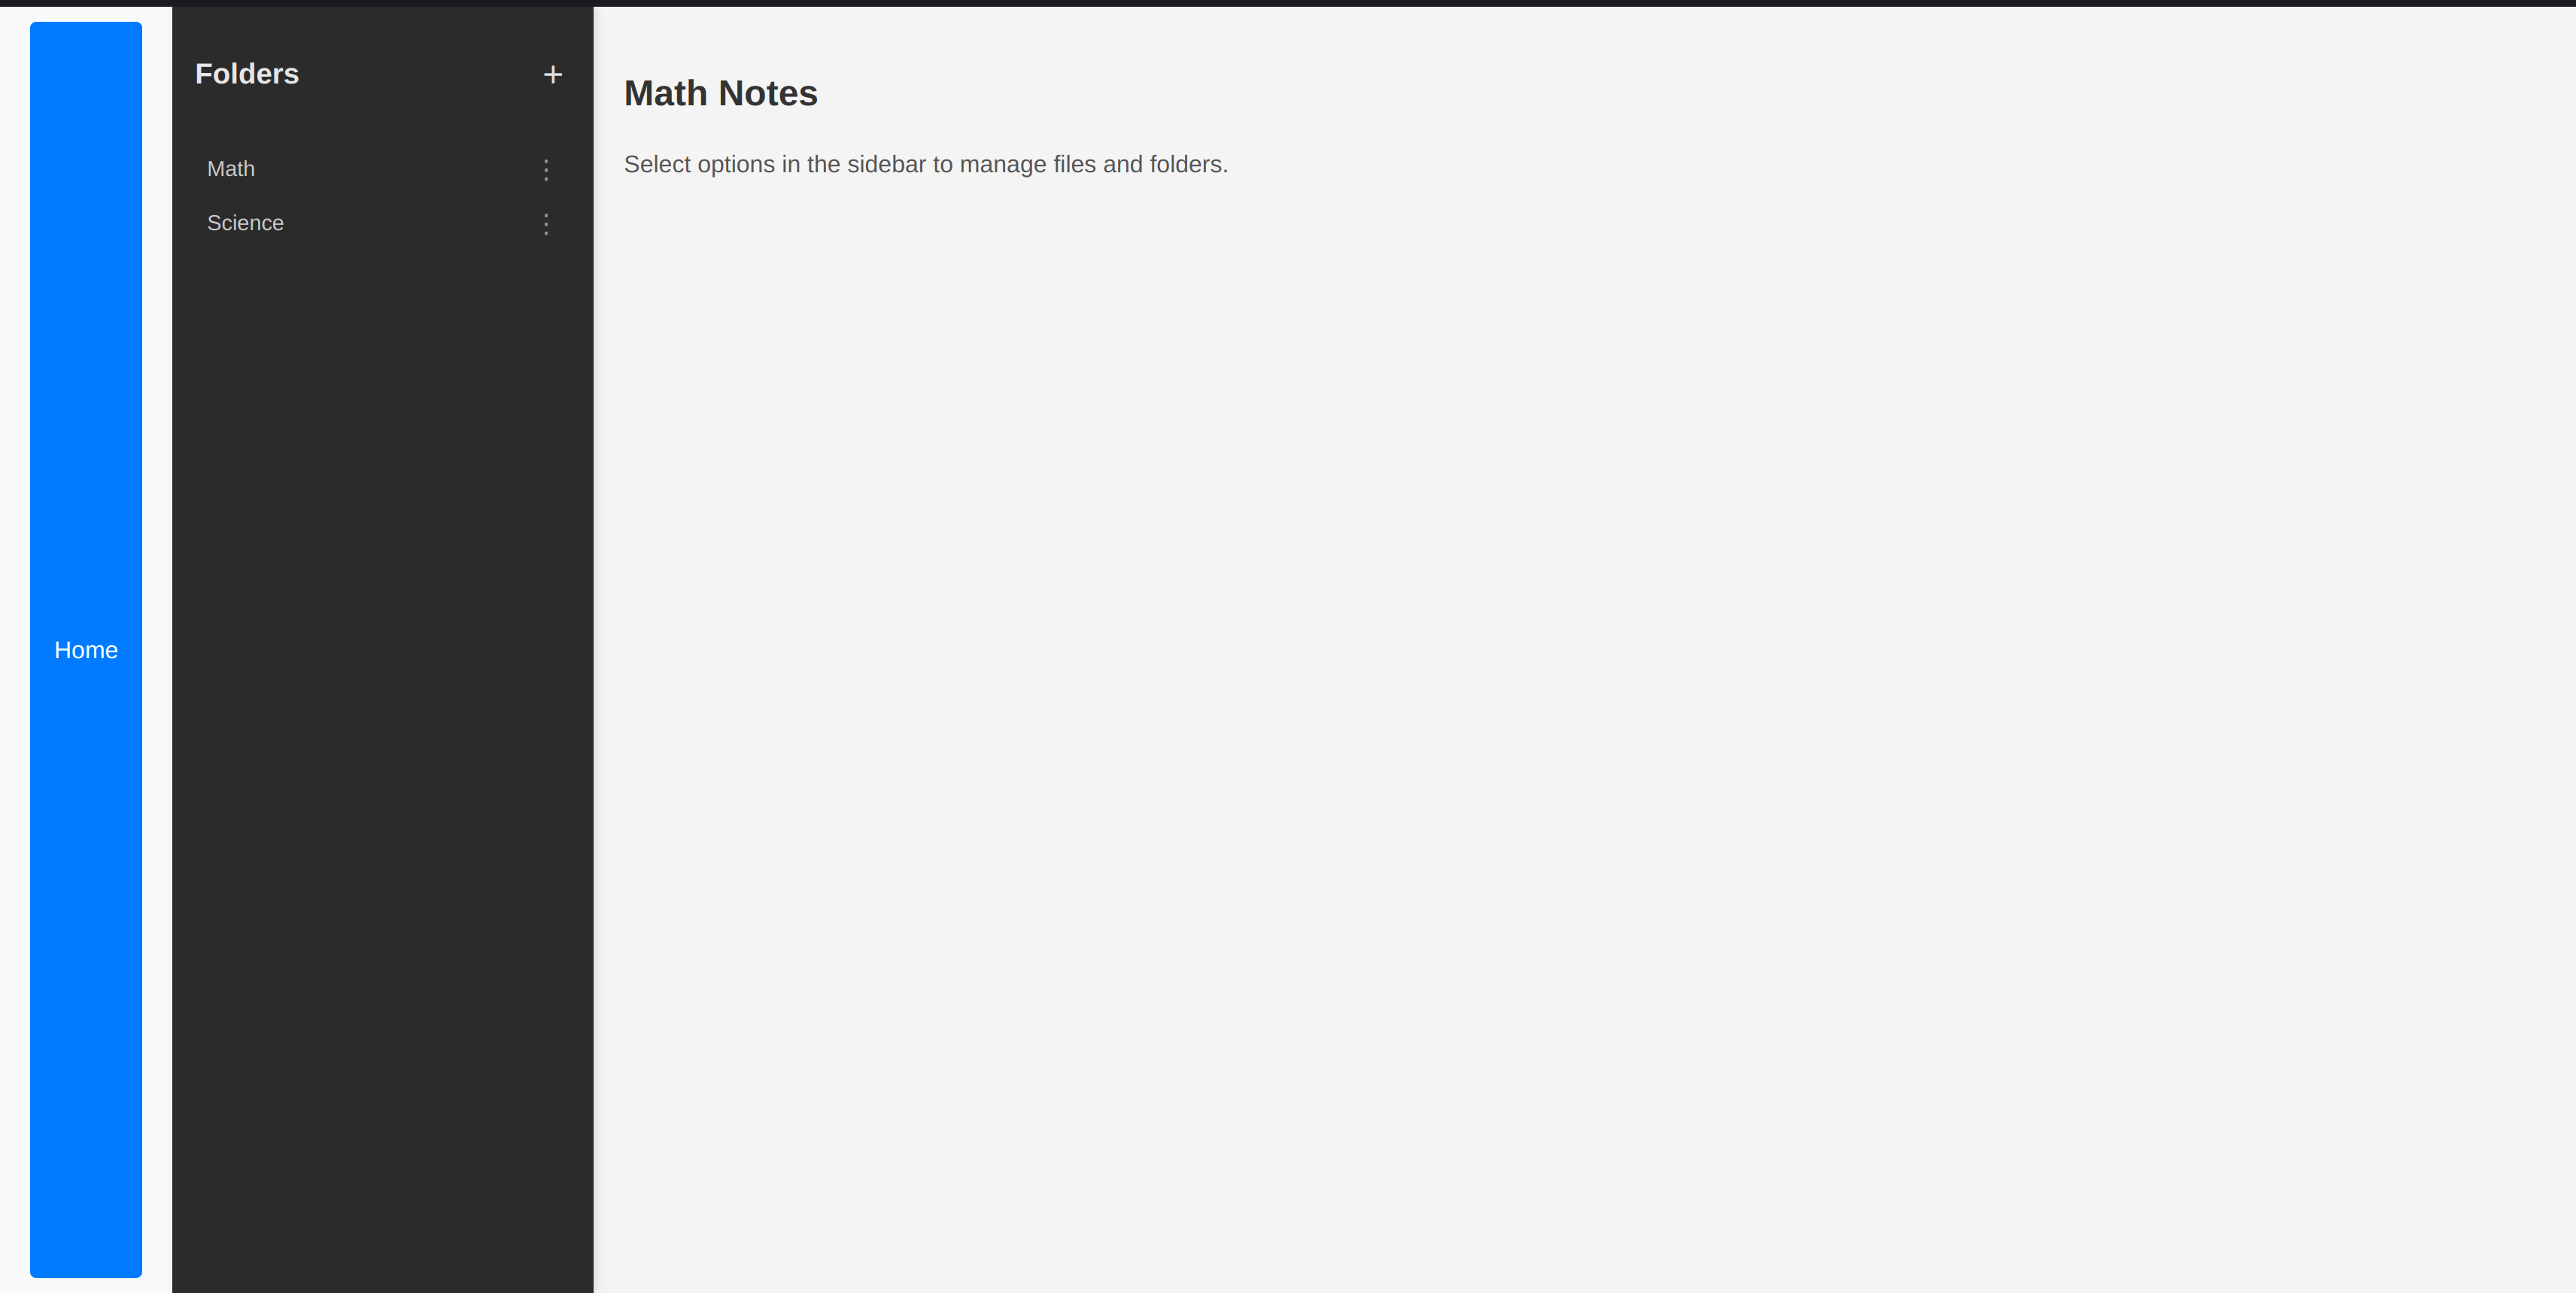 Home
Folders +
Math ⋮
Science ⋮
Math Notes
Select options in the sidebar to manage files and folders.